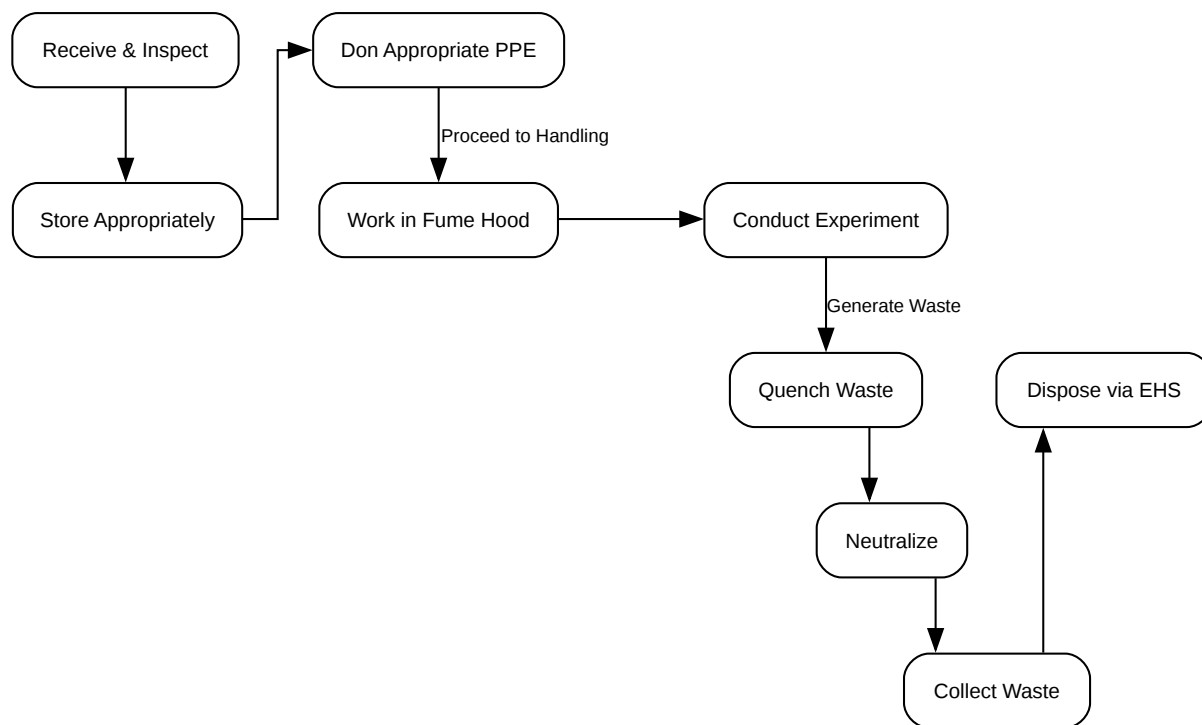 Receive & Inspect
Store Appropriately
Don Appropriate PPE
Proceed to Handling
Work in Fume Hood
Conduct Experiment
Generate Waste
Quench Waste
Neutralize
Collect Waste
Dispose via EHS